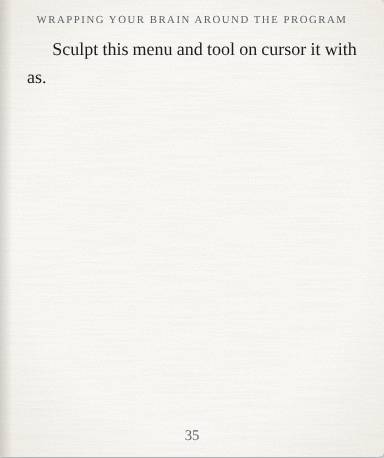 WRAPPING YOUR BRAIN AROUND THE PROGRAM
Sculpt this menu and tool on cursor it with
as.
35